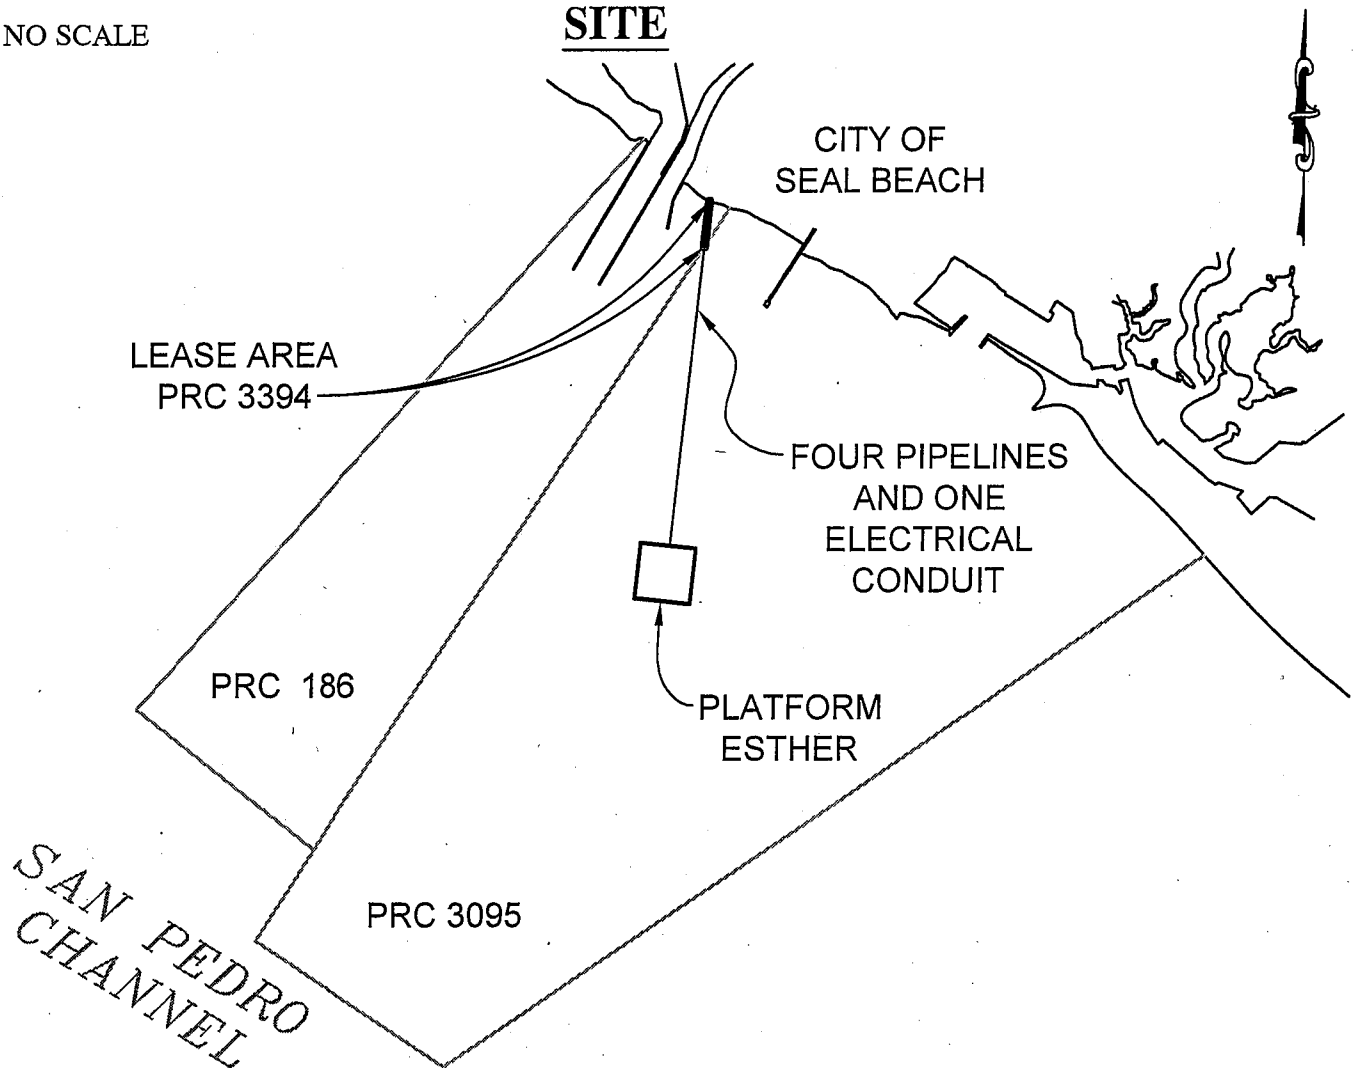 NO SCALE
SITE
CITY OF
SEAL BEACH
LEASE AREA
PRC 3394
FOUR PIPELINES
AND ONE
ELECTRICAL
CONDUIT
PRC 186
PLATFORM
ESTHER
PRC 3095
SAN PEDRO
CHANNEL